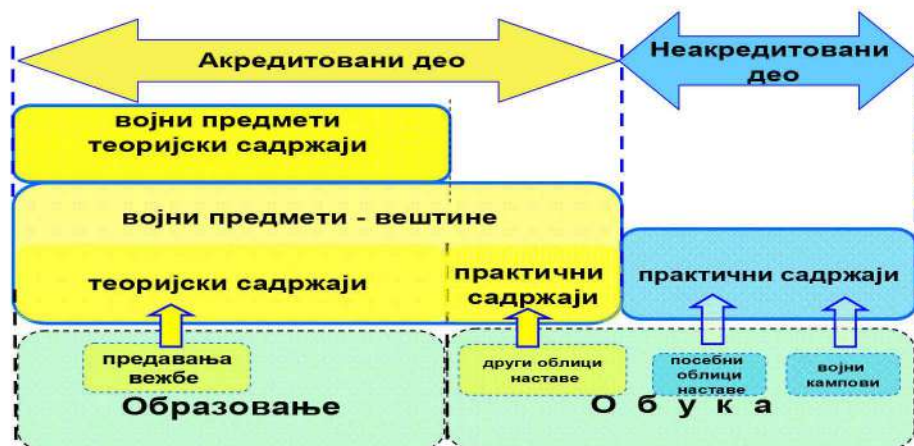 Акредитовани део
Неакредитовани
део
војни предмети
теоријски садржаји
војни предмети - вештине
теоријски садржаји
практични
садржаји
практични садржаји
предавања
вежбе
други облици
наставе
посебни
облици
наставе
војни
кампови
Образовање
Обука